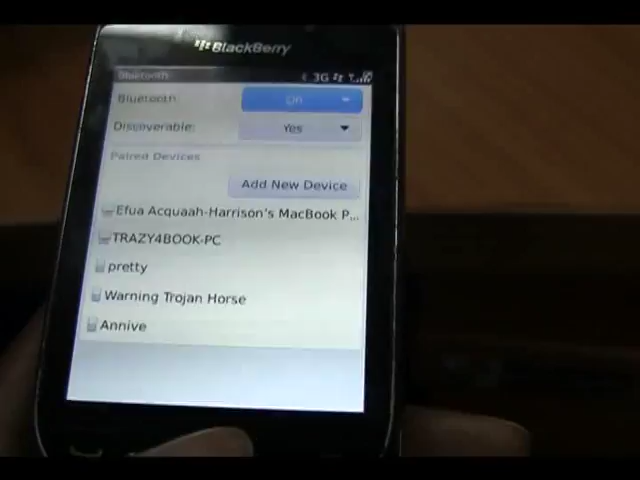 BlackBerry
Bluetooth
3G
Bluetooth: On
Discoverable: Yes
Paired Devices
Add New Device
Efua Acquaah-Harrison's MacBook P...
TRAZY4BOOK-PC
pretty
Warning Trojan Horse
Annive